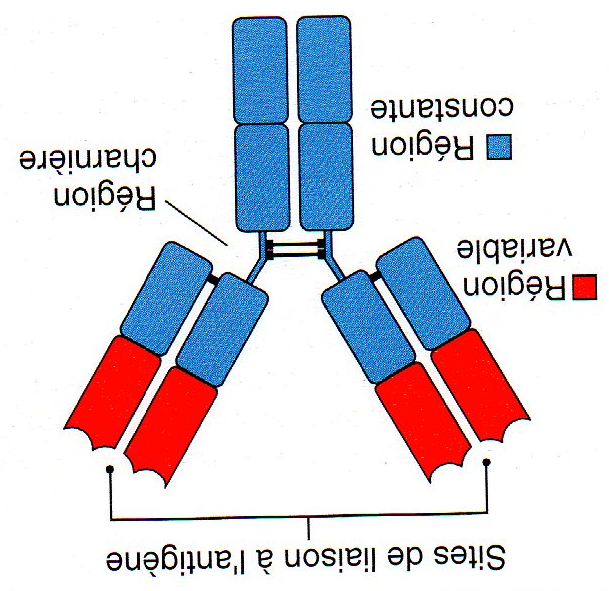 Sites de liaison à l'antigène
Région
variable
Région
constante
Région
charnière